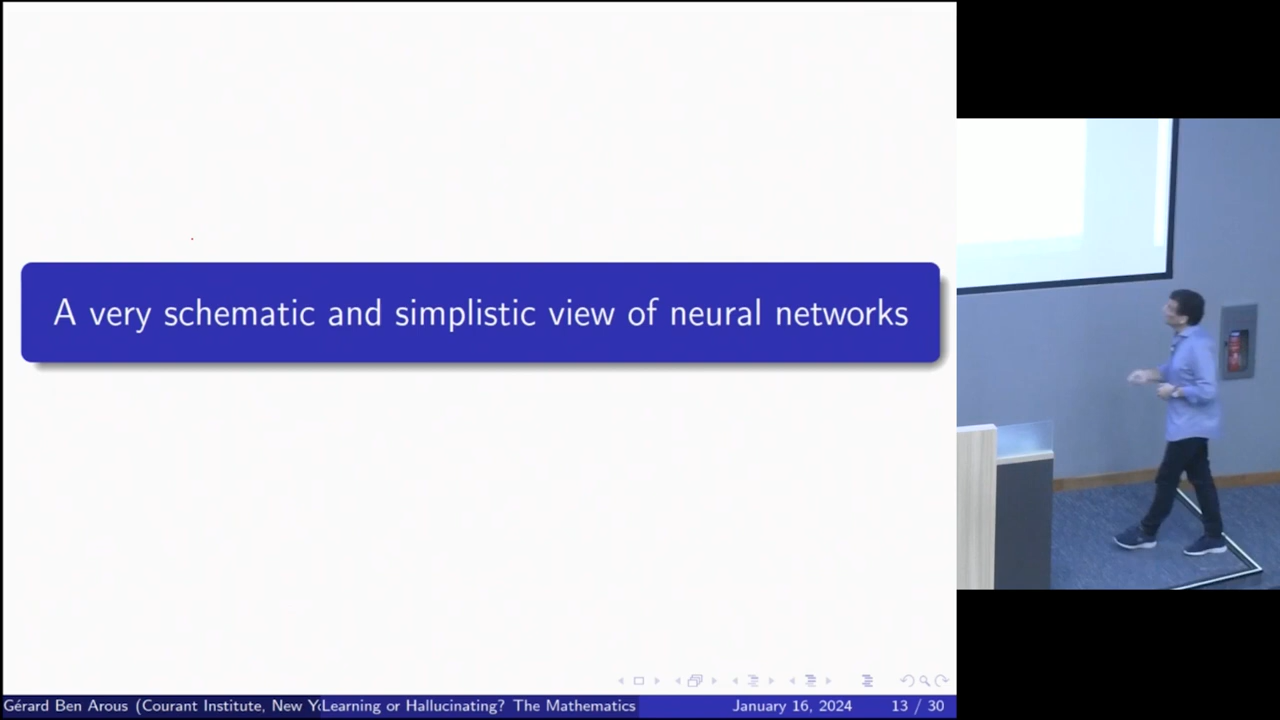 A very schematic and simplistic view of neural networks
Gérard Ben Arous (Courant Institute, New Y
Learning or Hallucinating? The Mathematics
January 16, 2024
13 / 30